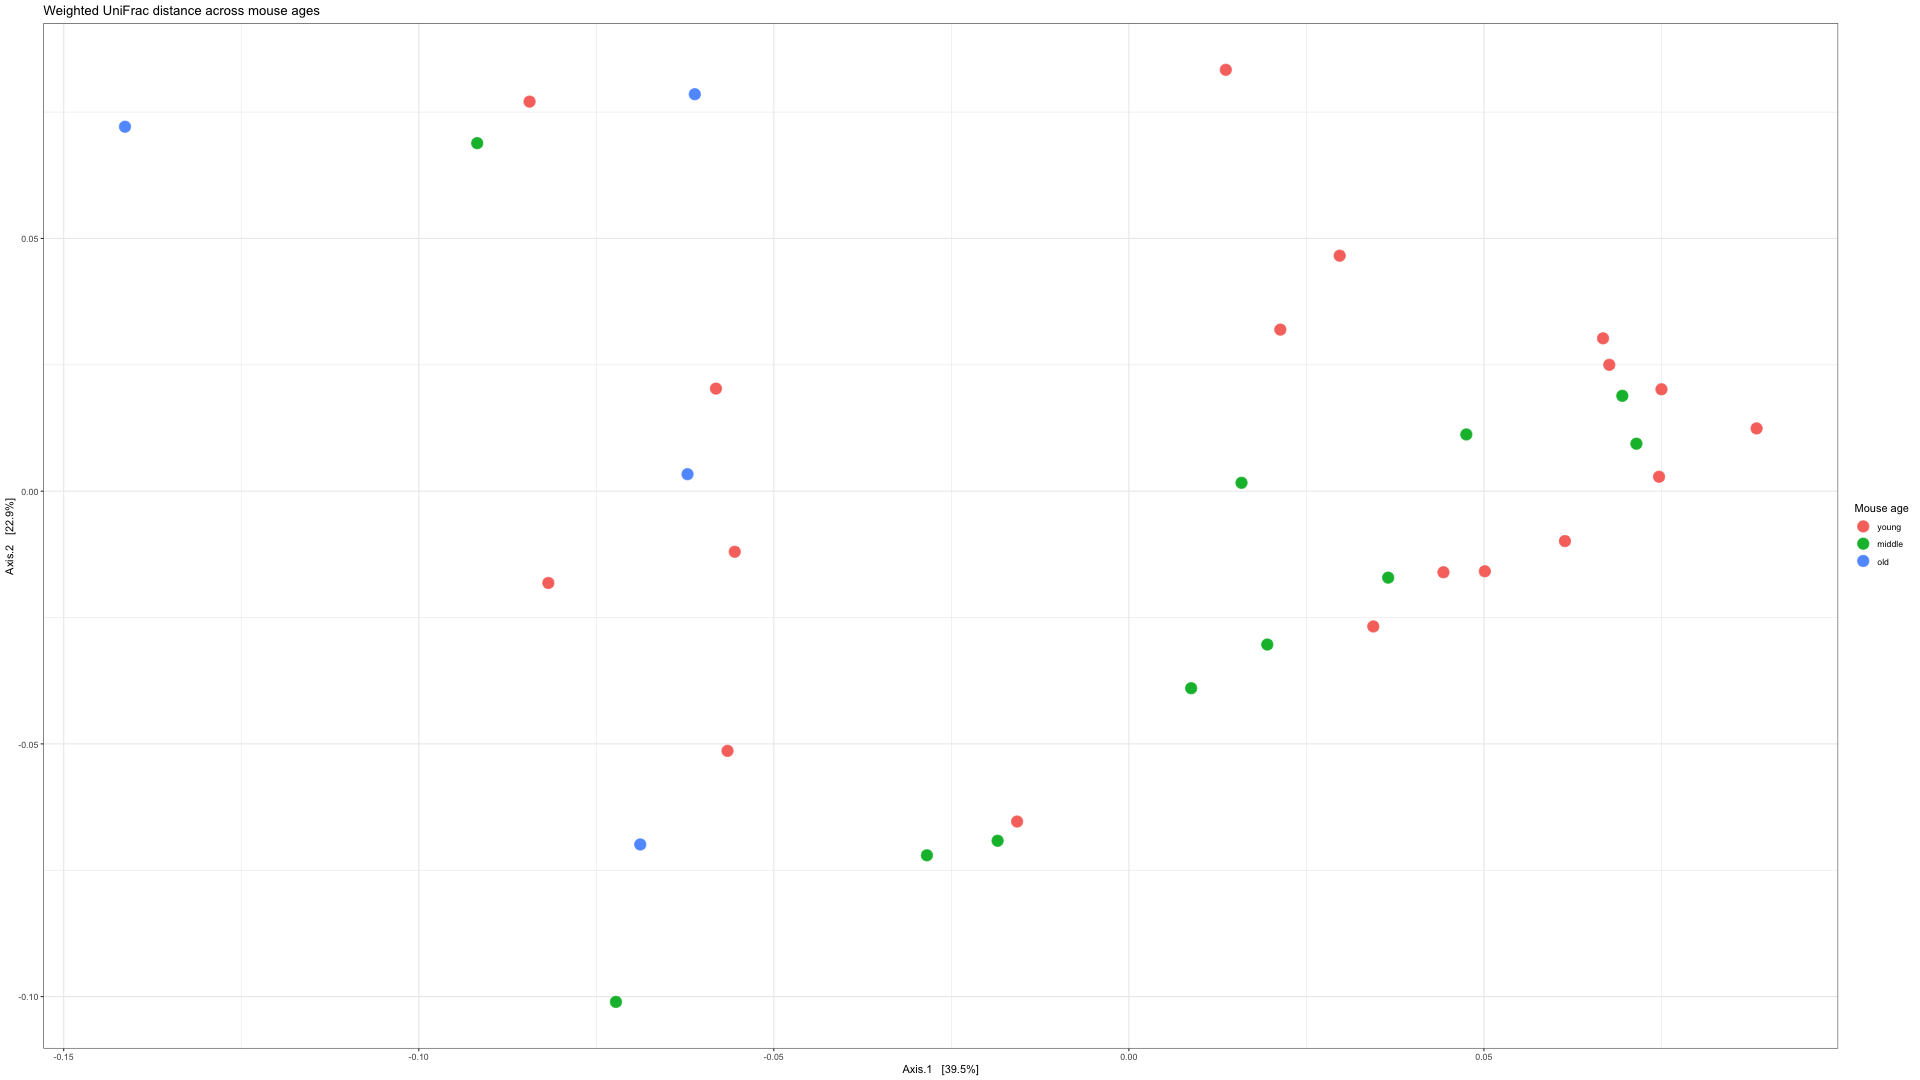 Weighted UniFrac distance across mouse ages
0.05
0.00
-0.05
-0.10
Axis.2 [22.9%]
-0.15
-0.10
-0.05
0.00
0.05
Axis.1 [39.5%]
Mouse age
young
middle
old